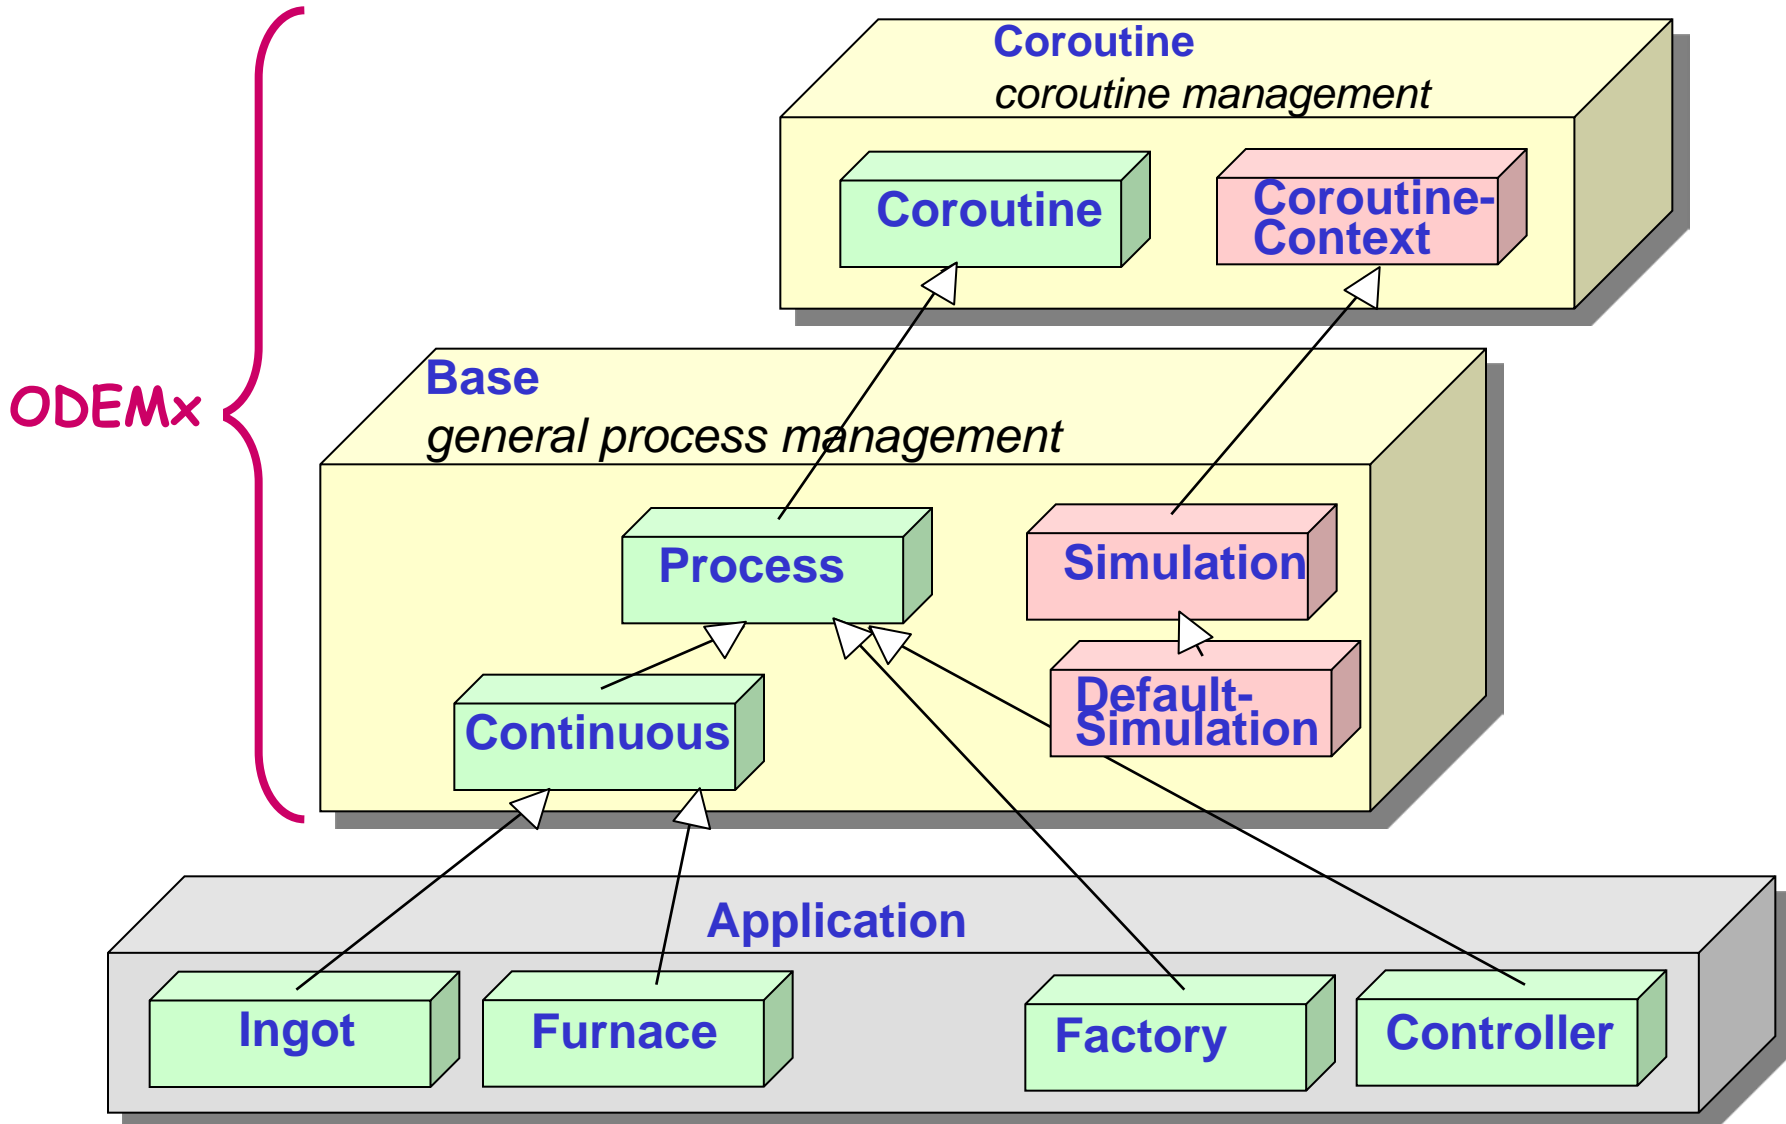 Coroutine
coroutine management
Coroutine
Coroutine-
Context
ODEMx
Base
general process management
Process
Simulation
Continuous
Default-
Simulation
Application
Ingot
Furnace
Factory
Controller